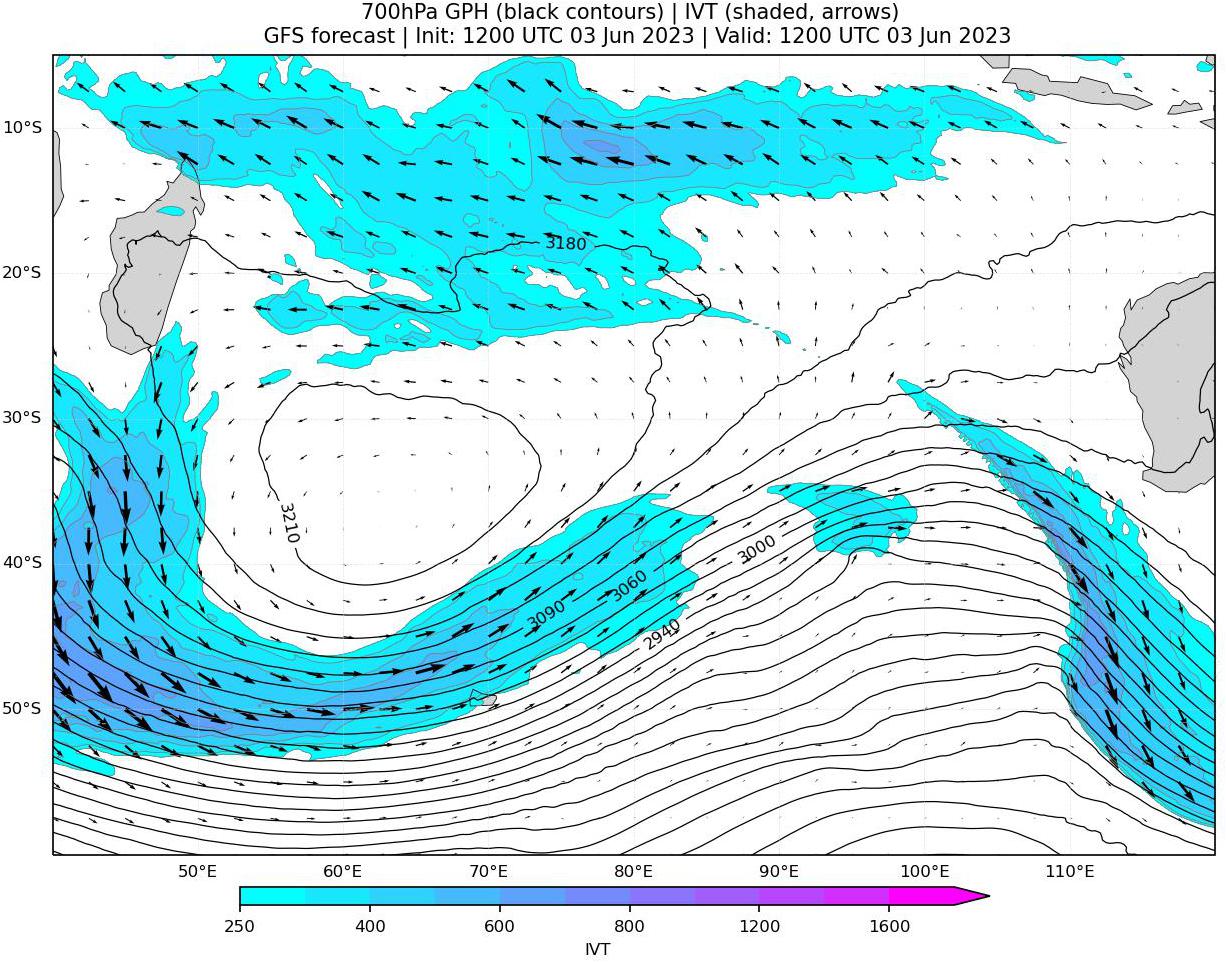 700hPa GPH (black contours) | IVT (shaded, arrows)
GFS forecast | Init: 1200 UTC 03 Jun 2023 | Valid: 1200 UTC 03 Jun 2023
10°S
3180
20°S
30°S
3210
40°S
3000
3060
3090
2940
50°S
50°E 60°E 70°E 80°E 90°E 100°E 110°E
250 400 600 800 1200 1600
IVT